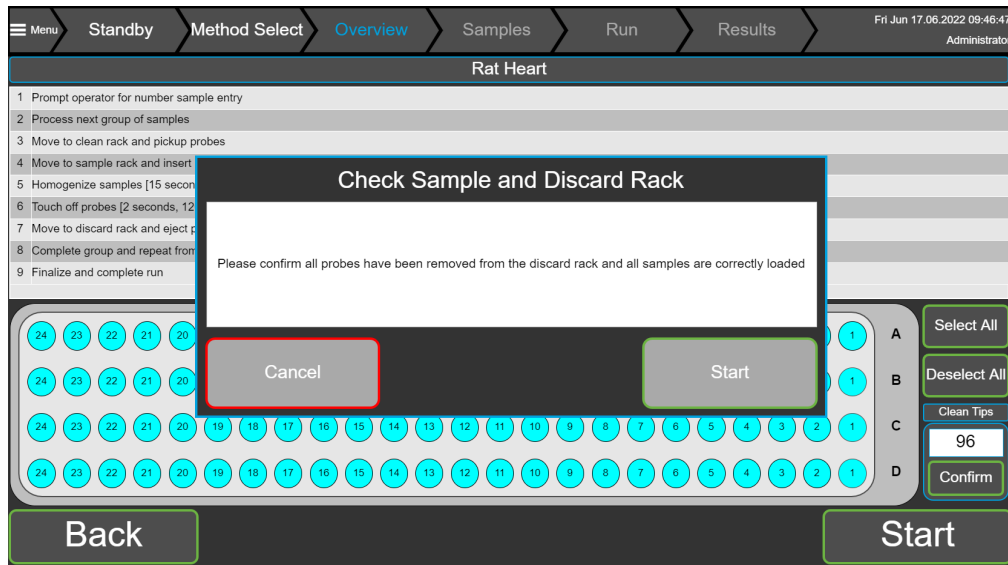 Menu Standby Method Select Overview Samples Run Results Fri Jun 17.06.2022 09:46:47
Administrato
Rat Heart
1 Prompt operator for number sample entry
2 Process next group of samples
3 Move to clean rack and pickup probes
4 Move to sample rack and insert
5 Homogenize samples [15 secon
6 Touch off probes [2 seconds, 12
7 Move to discard rack and eject p
8 Complete group and repeat from
9 Finalize and complete run
Check Sample and Discard Rack
Please confirm all probes have been removed from the discard rack and all samples are correctly loaded
Cancel Start
24 23 22 21 20 1 A
24 23 22 21 20 1 B
24 23 22 21 20 19 18 17 16 15 14 13 12 11 10 9 8 7 6 5 4 3 2 1 C
24 23 22 21 20 19 18 17 16 15 14 13 12 11 10 9 8 7 6 5 4 3 2 1 D
Select All
Deselect All
Clean Tips
96
Confirm
Back Start